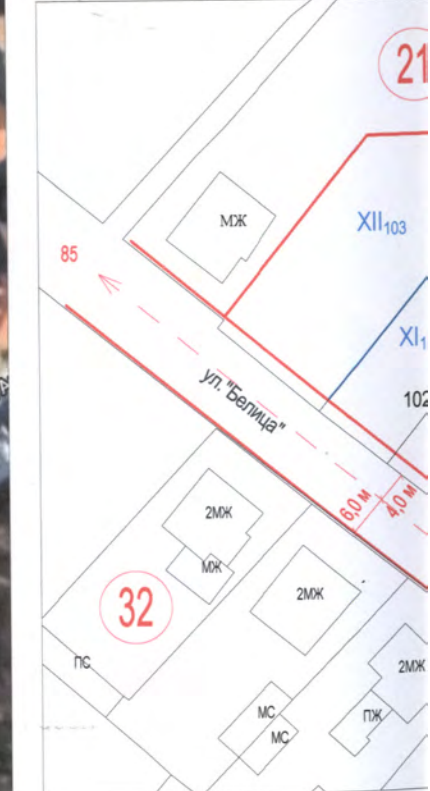 21
МЖ
XII103
85
XI1
ул. "Белица"
102
6,0 м
4,0 м
2МЖ
МЖ
32
2МЖ
ПС
2МЖ
МС
ПЖ
МС